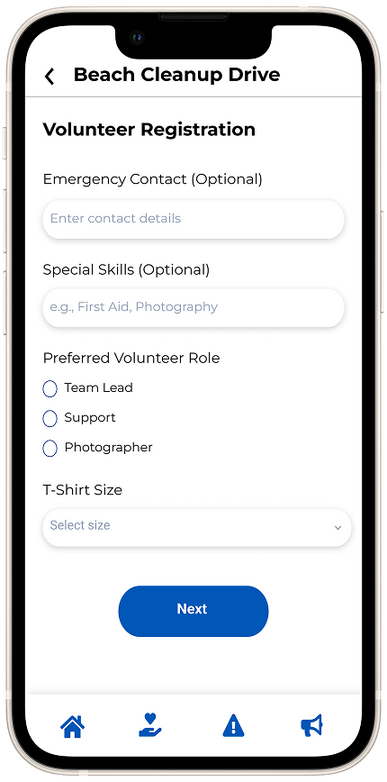 Beach Cleanup Drive
Volunteer Registration
Emergency Contact (Optional)
Enter contact details
Special Skills (Optional)
e.g., First Aid, Photography
Preferred Volunteer Role
Team Lead
Support
Photographer
T-Shirt Size
Select size
Next